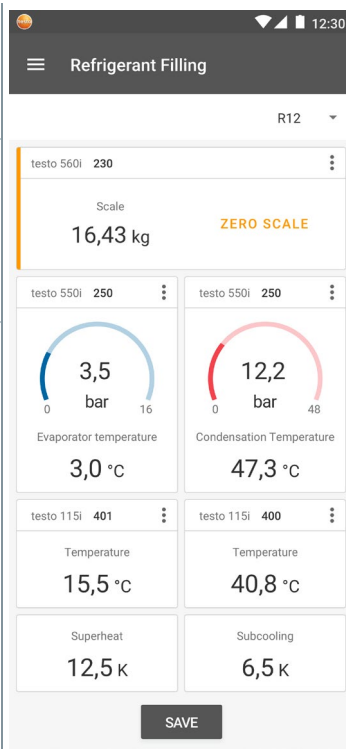 12:30
Refrigerant Filling
R12
testo 560i 230
Scale
16,43 kg
ZERO SCALE
testo 550i 250
3,5
bar
0
16
Evaporator temperature
3,0 °C
testo 550i 250
12,2
bar
0
48
Condensation Temperature
47,3 °C
testo 115i 401
Temperature
15,5 °C
testo 115i 400
Temperature
40,8 °C
Superheat
12,5 K
Subcooling
6,5 K
SAVE